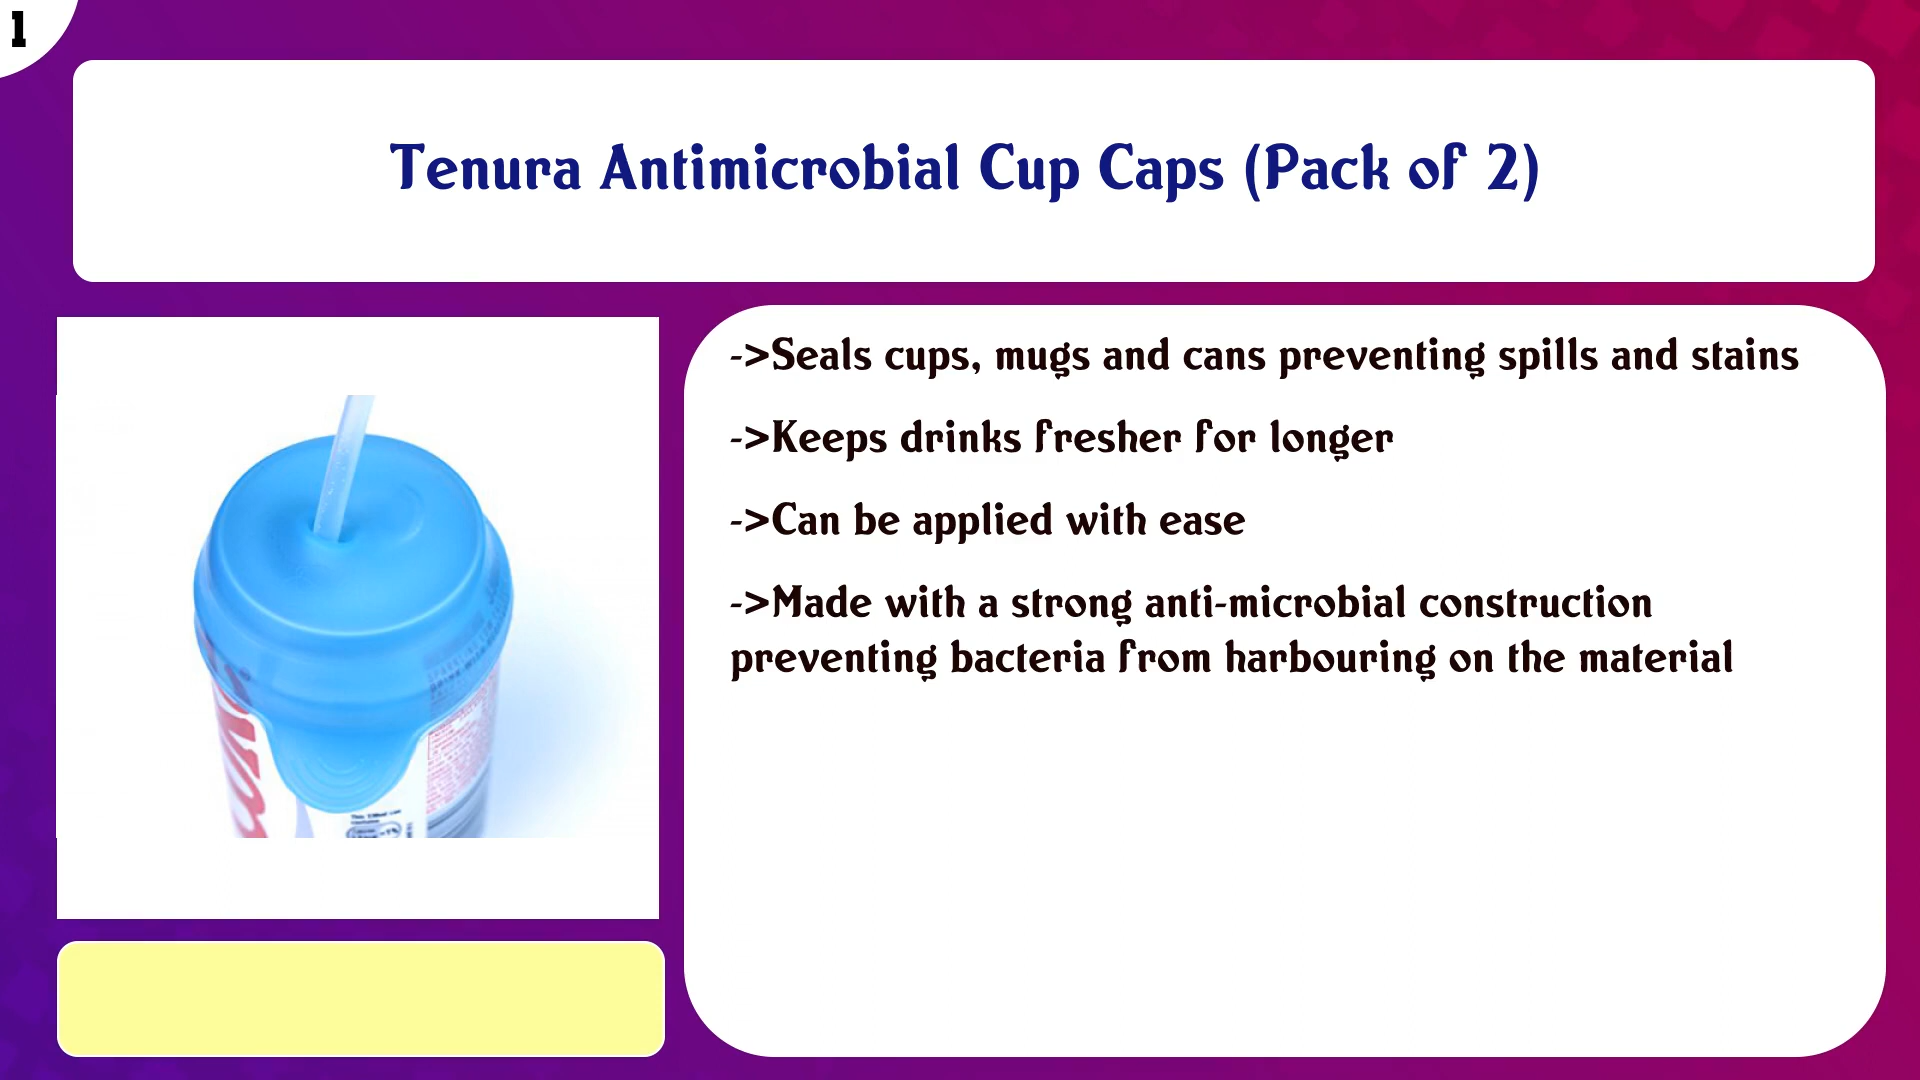 1
Tenura Antimicrobial Cup Caps (Pack of 2)
->Seals cups, mugs and cans preventing spills and stains
->Keeps drinks fresher for longer
->Can be applied with ease
->Made with a strong anti-microbial construction
preventing bacteria from harbouring on the material